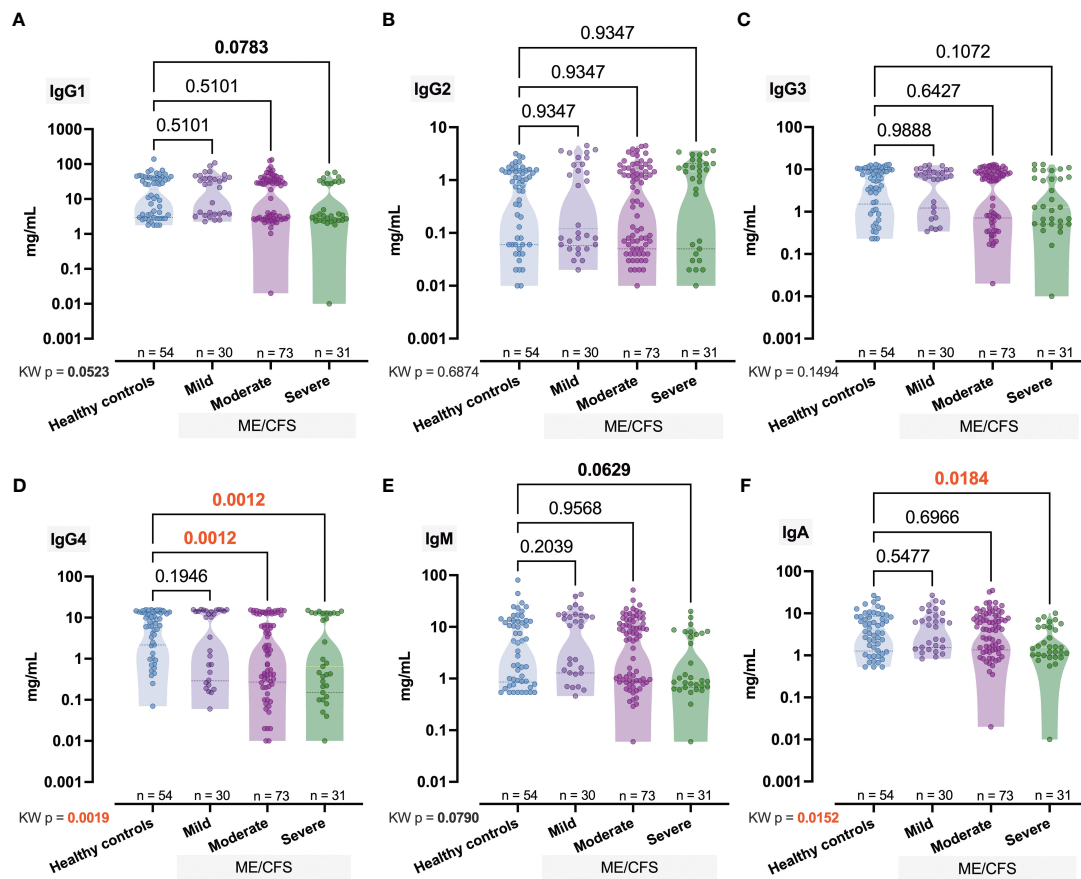 A
0.0783
0.5101
0.5101
IgG1
1000
100
10
1
0.1
0.01
0.001
mg/mL
n = 54
n = 30
n = 73
n = 31
KW p = 0.0523
Healthy controls
Mild
Moderate
Severe
ME/CFS
B
0.9347
0.9347
0.9347
IgG2
10
1
0.1
0.01
0.001
mg/mL
n = 54
n = 30
n = 73
n = 31
KW p = 0.6874
Healthy controls
Mild
Moderate
Severe
ME/CFS
C
0.1072
0.6427
0.9888
IgG3
100
10
1
0.1
0.01
0.001
mg/mL
n = 54
n = 30
n = 73
n = 31
KW p = 0.1494
Healthy controls
Mild
Moderate
Severe
ME/CFS
D
0.0012
0.0012
0.1946
IgG4
100
10
1
0.1
0.01
0.001
mg/mL
n = 54
n = 30
n = 73
n = 31
KW p = 0.0019
Healthy controls
Mild
Moderate
Severe
ME/CFS
E
0.0629
0.9568
0.2039
IgM
100
10
1
0.1
0.01
mg/mL
n = 54
n = 30
n = 73
n = 31
KW p = 0.0790
Healthy controls
Mild
Moderate
Severe
ME/CFS
F
0.0184
0.6966
0.5477
IgA
100
10
1
0.1
0.01
0.001
mg/mL
n = 54
n = 30
n = 73
n = 31
KW p = 0.0152
Healthy controls
Mild
Moderate
Severe
ME/CFS